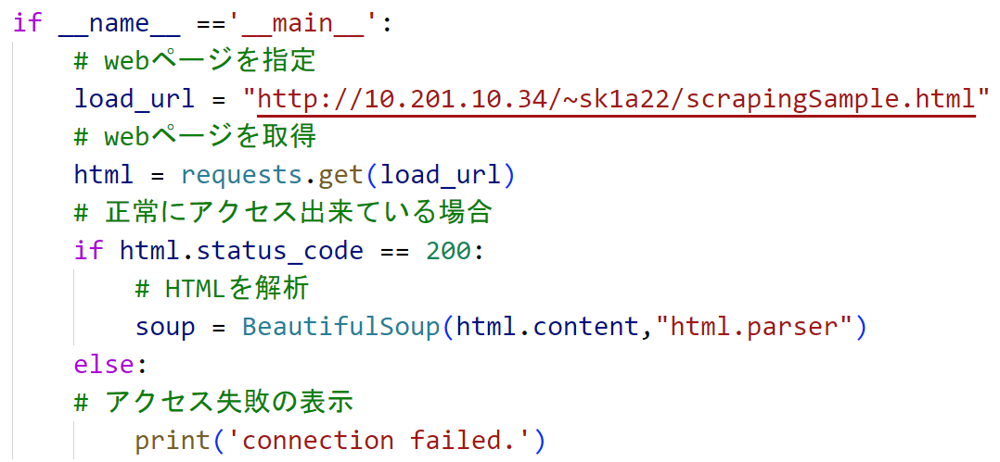 if __name__ =='__main__':
    # webページを指定
    load_url = "http://10.201.10.34/~sk1a22/scrapingSample.html"
    # webページを取得
    html = requests.get(load_url)
    # 正常にアクセス出来ている場合
    if html.status_code == 200:
        # HTMLを解析
        soup = BeautifulSoup(html.content,"html.parser")
    else:
    # アクセス失敗の表示
        print('connection failed.')